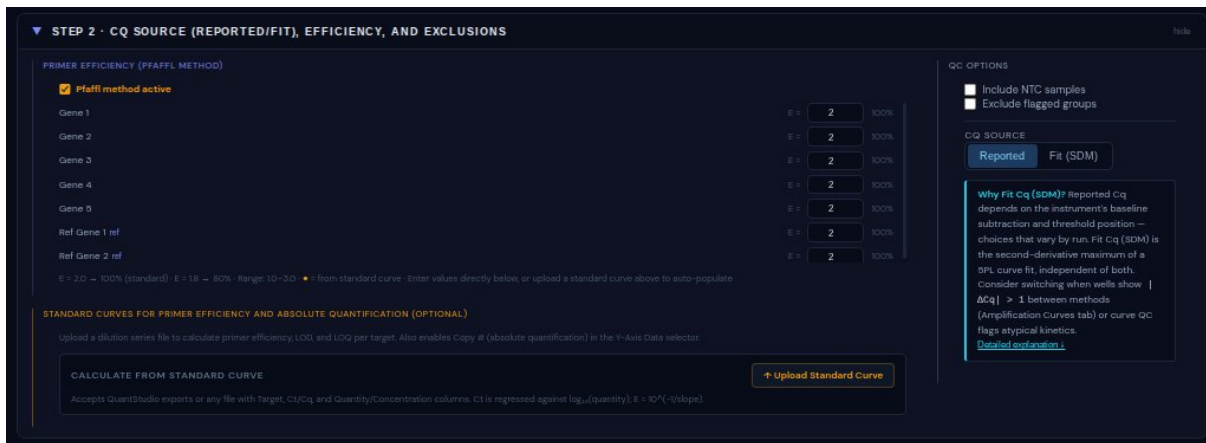 ▼ STEP 2 · CQ SOURCE (REPORTED/FIT), EFFICIENCY, AND EXCLUSIONS
hide
PRIMER EFFICIENCY (PFAFFL METHOD)
Pfaffl method active
Gene 1 E = 2 100%
Gene 2 E = 2 100%
Gene 3 E = 2 100%
Gene 4 E = 2 100%
Gene 5 E = 2 100%
Ref Gene 1 ref E = 2 100%
Ref Gene 2 ref E = 2 100%
E = 2.0 → 100% (standard) · E = 1.8 → 80% · Range: 1.0–3.0 · ● = from standard curve · Enter values directly below, or upload a standard curve above to auto-populate
STANDARD CURVES FOR PRIMER EFFICIENCY AND ABSOLUTE QUANTIFICATION (OPTIONAL)
Upload a dilution series file to calculate primer efficiency, LOD, and LOQ per target. Also enables Copy # (absolute quantification) in the Y-Axis Data selector.
CALCULATE FROM STANDARD CURVE
↑ Upload Standard Curve
Accepts QuantStudio exports or any file with Target, Ct/Cq, and Quantity/Concentration columns. Ct is regressed against log₁₀(quantity); E = 10^(−1/slope).
QC OPTIONS
Include NTC samples
Exclude flagged groups
CQ SOURCE
Reported Fit (SDM)
Why Fit Cq (SDM)? Reported Cq
depends on the instrument's baseline
subtraction and threshold position —
choices that vary by run. Fit Cq (SDM) is
the second-derivative maximum of a
5PL curve fit, independent of both.
Consider switching when wells show |
ΔCq| > 1 between methods
(Amplification Curves tab) or curve QC
flags atypical kinetics.
Detailed explanation ↓